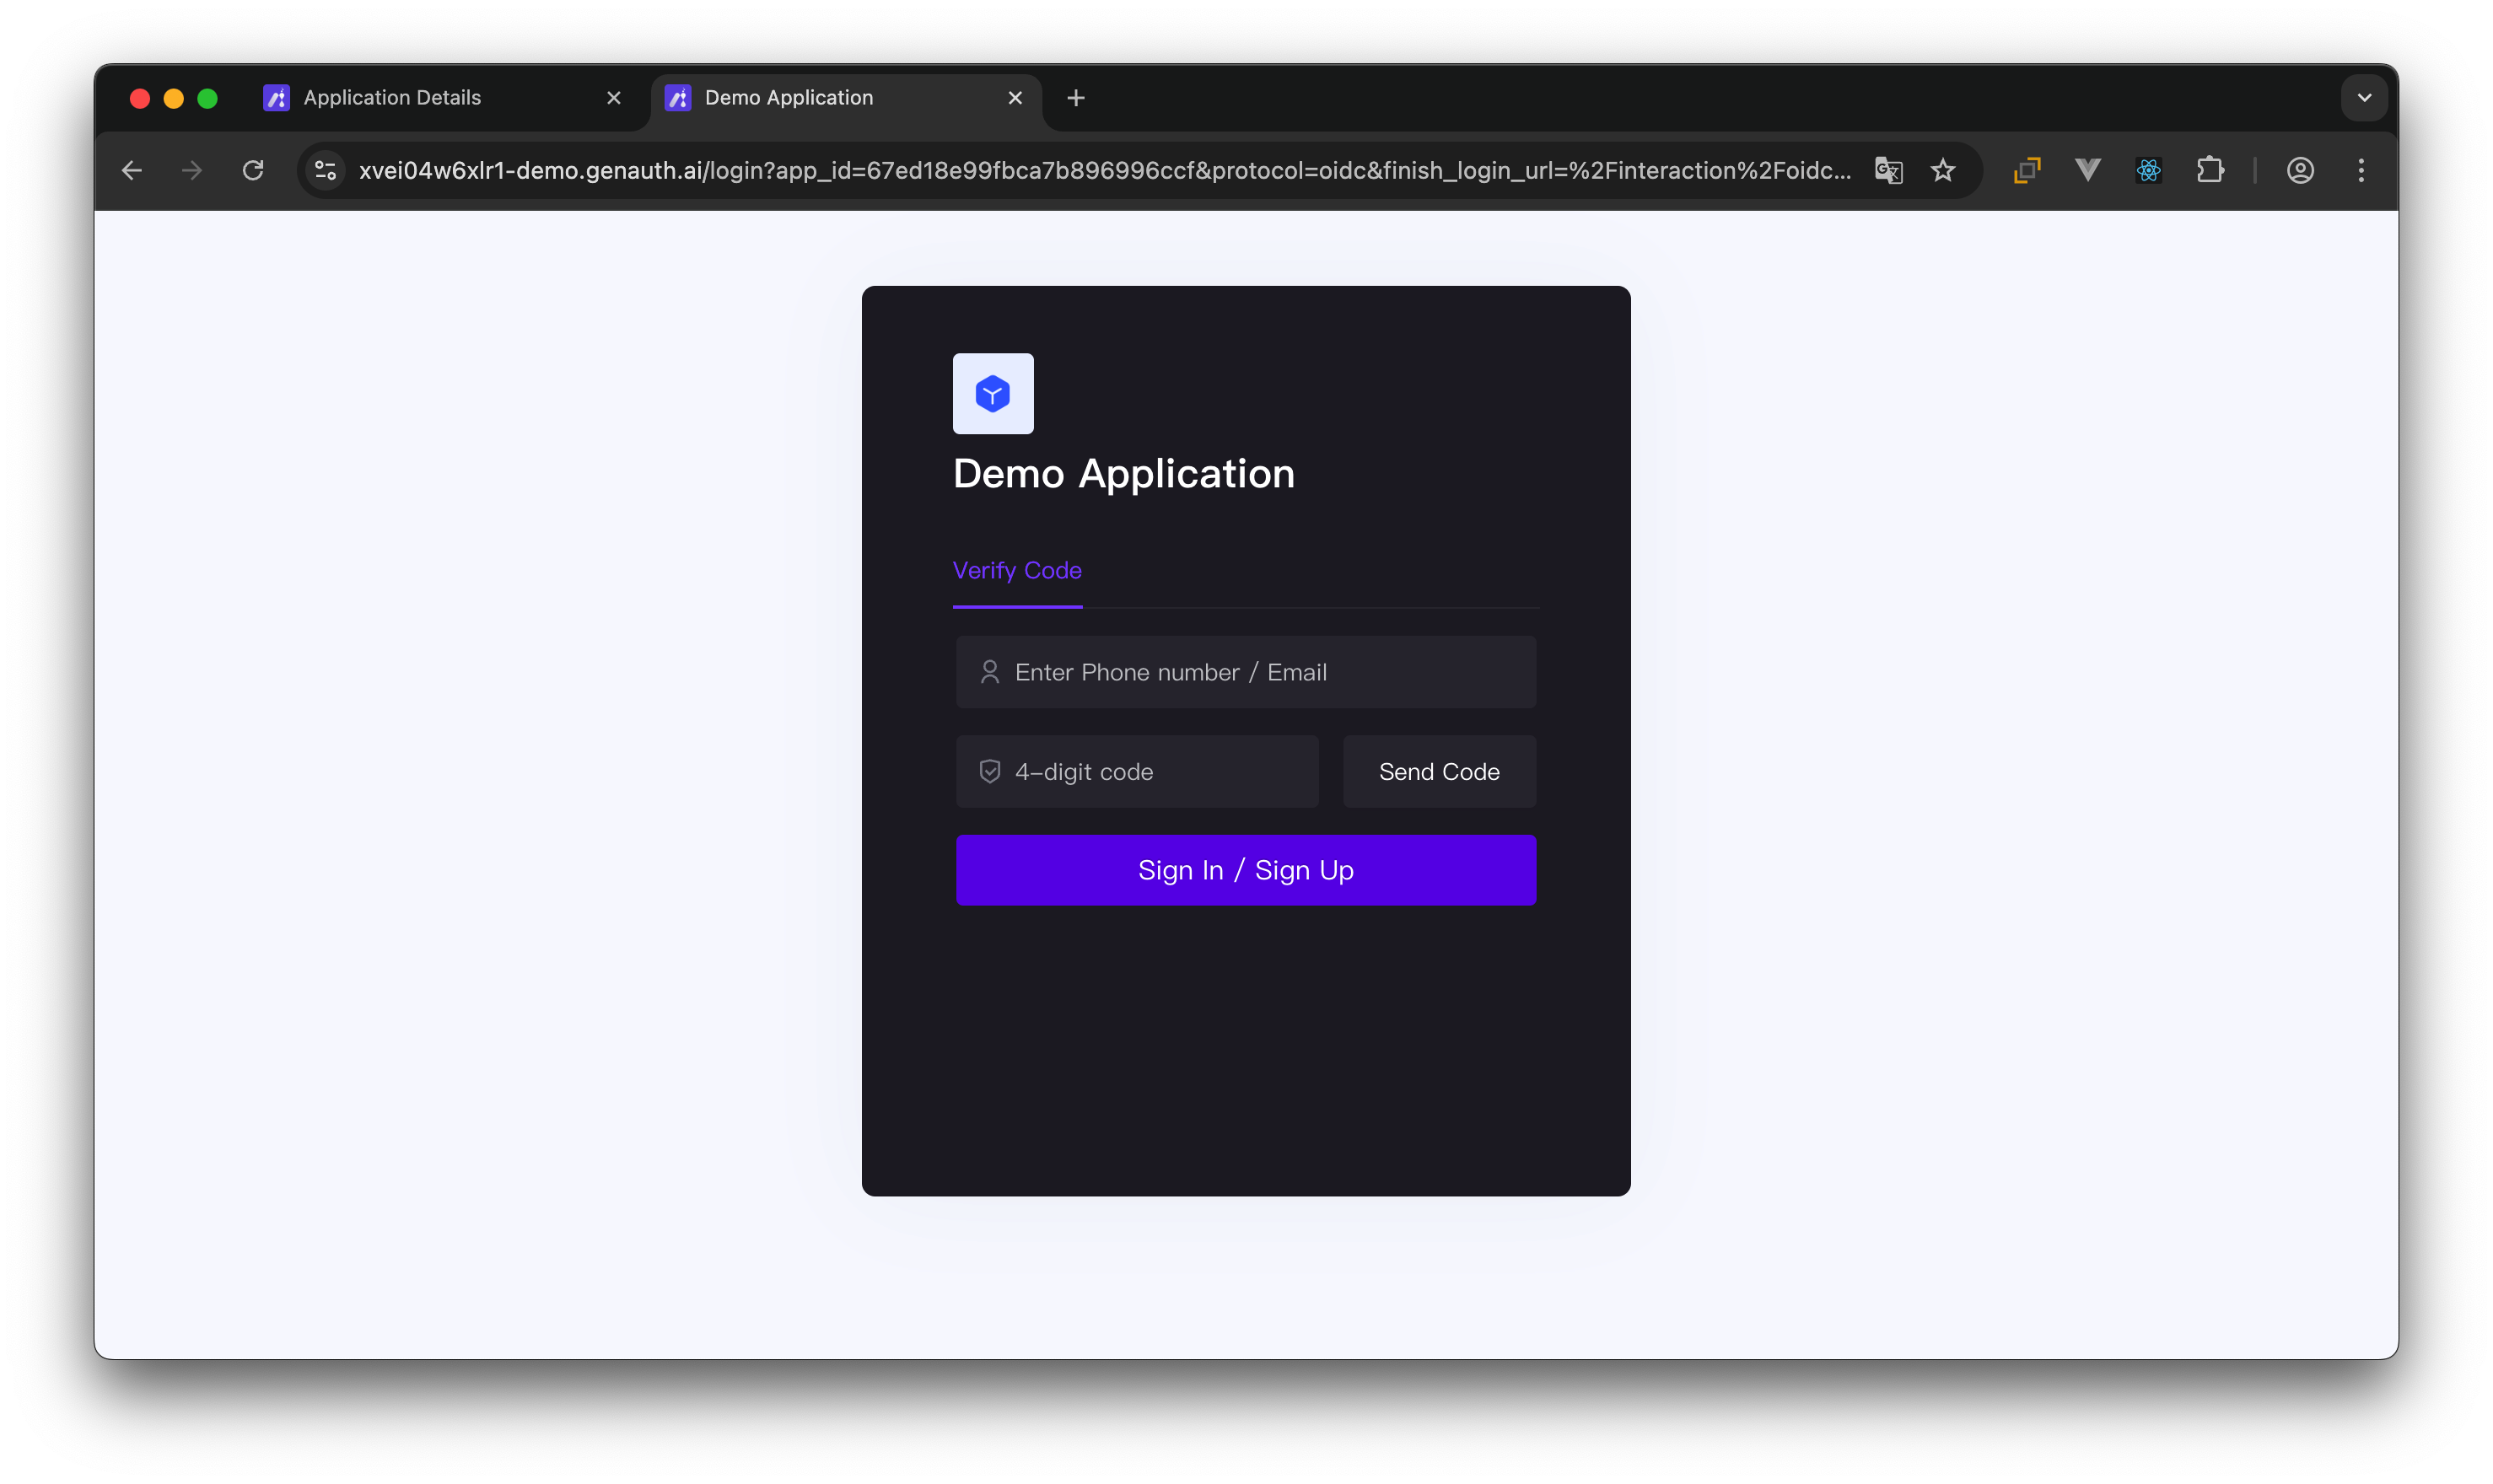 Application Details
Demo Application
xvei04w6xlr1-demo.genauth.ai/login?app_id=67ed18e99fbca7b896996ccf&protocol=oidc&finish_login_url=%2Finteraction%2Foidc...
Demo Application
Verify Code
Enter Phone number / Email
4-digit code
Send Code
Sign In / Sign Up